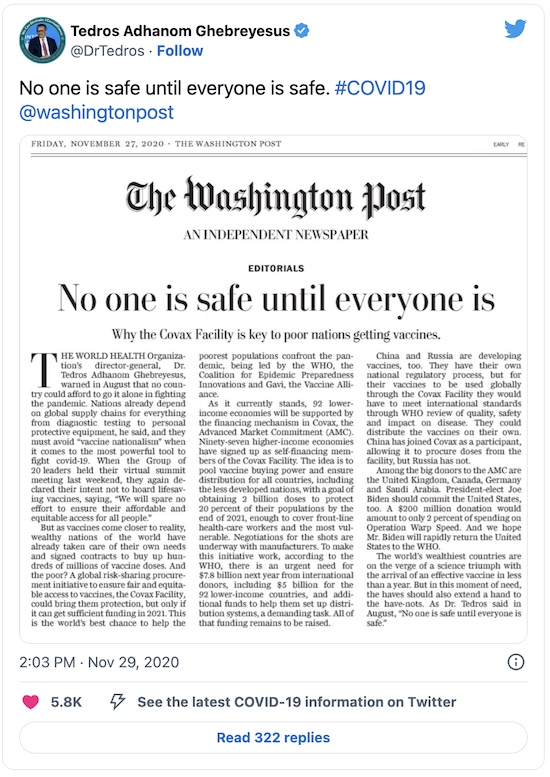 Tedros Adhanom Ghebreyesus
@DrTedros · Follow
No one is safe until everyone is safe. #COVID19
@washingtonpost
FRIDAY, NOVEMBER 27, 2020 · THE WASHINGTON POST
EARLY RE
The Washington Post
AN INDEPENDENT NEWSPAPER
EDITORIALS
No one is safe until everyone is
Why the Covax Facility is key to poor nations getting vaccines.
THE WORLD HEALTH Organiza-
tion's director-general, Dr.
Tedros Adhanom Ghebreyesus,
warned in August that no coun-
try could afford to go it alone in fighting
the pandemic. Nations already depend
on global supply chains for everything
from diagnostic testing to personal
protective equipment, he said, and they
must avoid "vaccine nationalism" when
it comes to the most powerful tool to
fight covid-19. When the Group of
20 leaders held their virtual summit
meeting last weekend, they again de-
clared their intent not to hoard lifesav-
ing vaccines, saying, "We will spare no
effort to ensure their affordable and
equitable access for all people."
But as vaccines come closer to reality,
wealthy nations of the world have
already taken care of their own needs
and signed contracts to buy up hun-
dreds of millions of vaccine doses. And
the poor? A global risk-sharing procure-
ment initiative to ensure fair and equita-
ble access to vaccines, the Covax Facility,
could bring them protection, but only if
it can get sufficient funding in 2021. This
is the world's best chance to help the
poorest populations confront the pan-
demic, being led by the WHO, the
Coalition for Epidemic Preparedness
Innovations and Gavi, the Vaccine Alli-
ance.
As it currently stands, 92 lower-
income economies will be supported by
the financing mechanism in Covax, the
Advanced Market Commitment (AMC).
Ninety-seven higher-income economies
have signed up as self-financing mem-
bers of the Covax Facility. The idea is to
pool vaccine buying power and ensure
distribution for all countries, including
the less developed nations, with a goal of
obtaining 2 billion doses to protect
20 percent of their populations by the
end of 2021, enough to cover front-line
health-care workers and the most vul-
nerable. Negotiations for the shots are
underway with manufacturers. To make
this initiative work, according to the
WHO, there is an urgent need for
$7.8 billion next year from international
donors, including $5 billion for the
92 lower-income countries, and addi-
tional funds to help them set up distri-
bution systems, a demanding task. All of
that funding remains to be raised.
China and Russia are developing
vaccines, too. They have their own
national regulatory process, but for
their vaccines to be used globally
through the Covax Facility they would
have to meet international standards
through WHO review of quality, safety
and impact on disease. They could
distribute the vaccines on their own.
China has joined Covax as a participant,
allowing it to procure doses from the
facility, but Russia has not.
Among the big donors to the AMC are
the United Kingdom, Canada, Germany
and Saudi Arabia. President-elect Joe
Biden should commit the United States,
too. A $200 million donation would
amount to only 2 percent of spending on
Operation Warp Speed. And we hope
Mr. Biden will rapidly return the United
States to the WHO.
The world's wealthiest countries are
on the verge of a science triumph with
the arrival of an effective vaccine in less
than a year. But in this moment of need,
the haves should also extend a hand to
the have-nots. As Dr. Tedros said in
August, "No one is safe until everyone is
safe."
2:03 PM · Nov 29, 2020
5.8K
See the latest COVID-19 information on Twitter
Read 322 replies